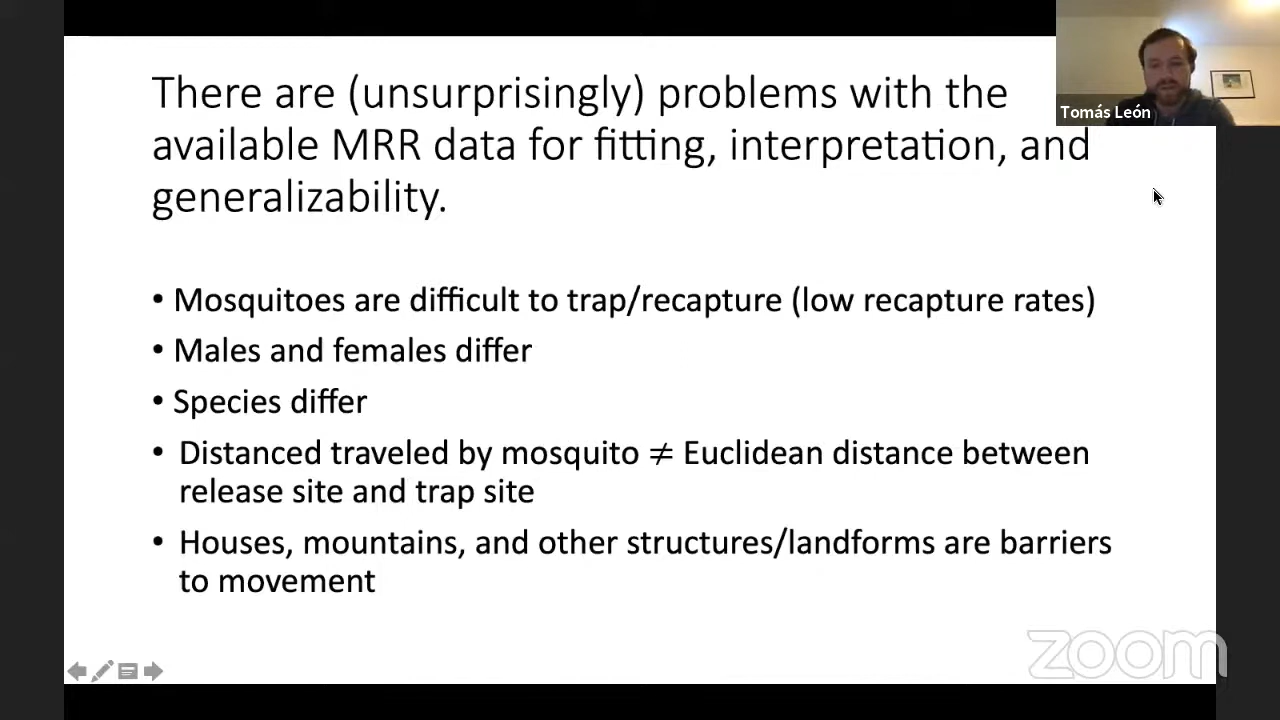 There are (unsurprisingly) problems with the
available MRR data for fitting, interpretation, and
generalizability.
Tomás León
• Mosquitoes are difficult to trap/recapture (low recapture rates)
• Males and females differ
• Species differ
• Distanced traveled by mosquito ≠ Euclidean distance between
release site and trap site
• Houses, mountains, and other structures/landforms are barriers
to movement
zoom